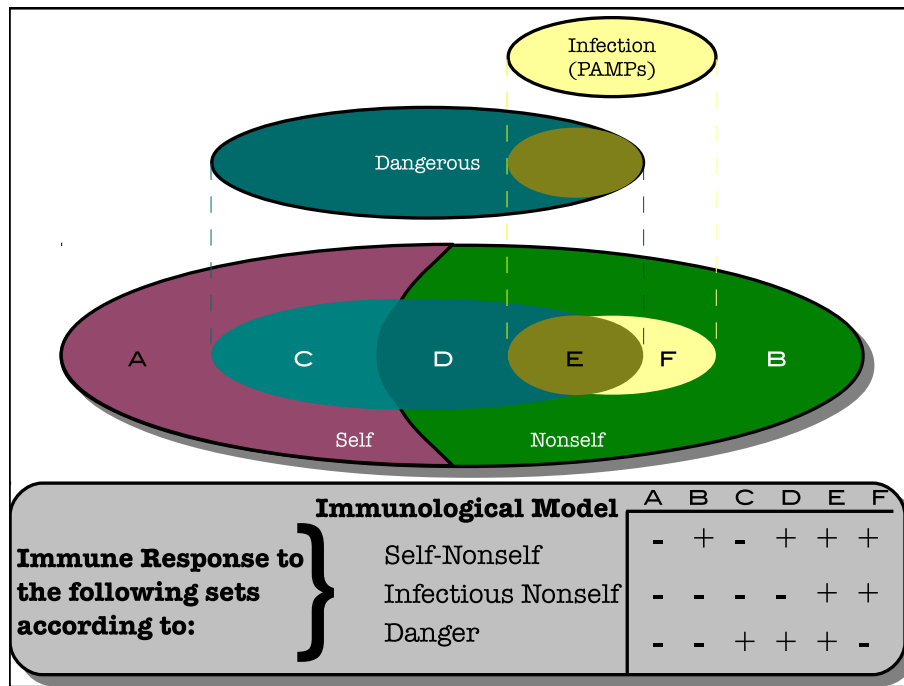 Infection
(PAMPs)
Dangerous
A C D E F B
Self Nonself
Immunological Model A B C D E F
Immune Response to
the following sets
according to:
Self-Nonself - + - + + +
Infectious Nonself - - - - + +
Danger - - + + + -